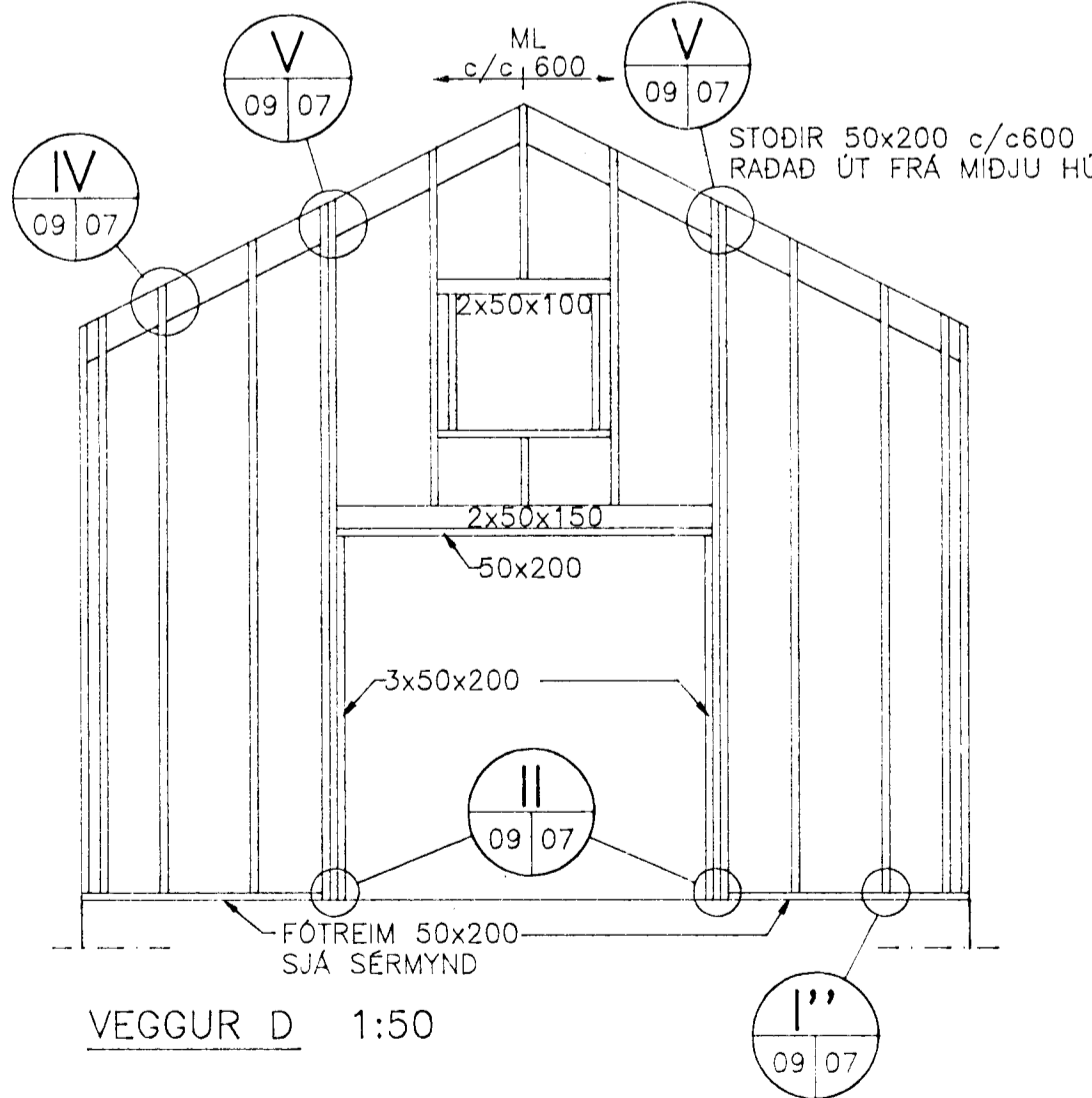 ML
c/c 600
V
09 07
V
09 07
STOÐIR 50x200 c/c600
RAÐAÐ ÚT FRÁ MIÐJU
IV
09 07
2x50x100
2x50x150
50x200
3x50x200
II
09 07
FÓTREIM 50x200
SJÁ SÉRMYND
I’’
09 07
VEGGUR D 1:50